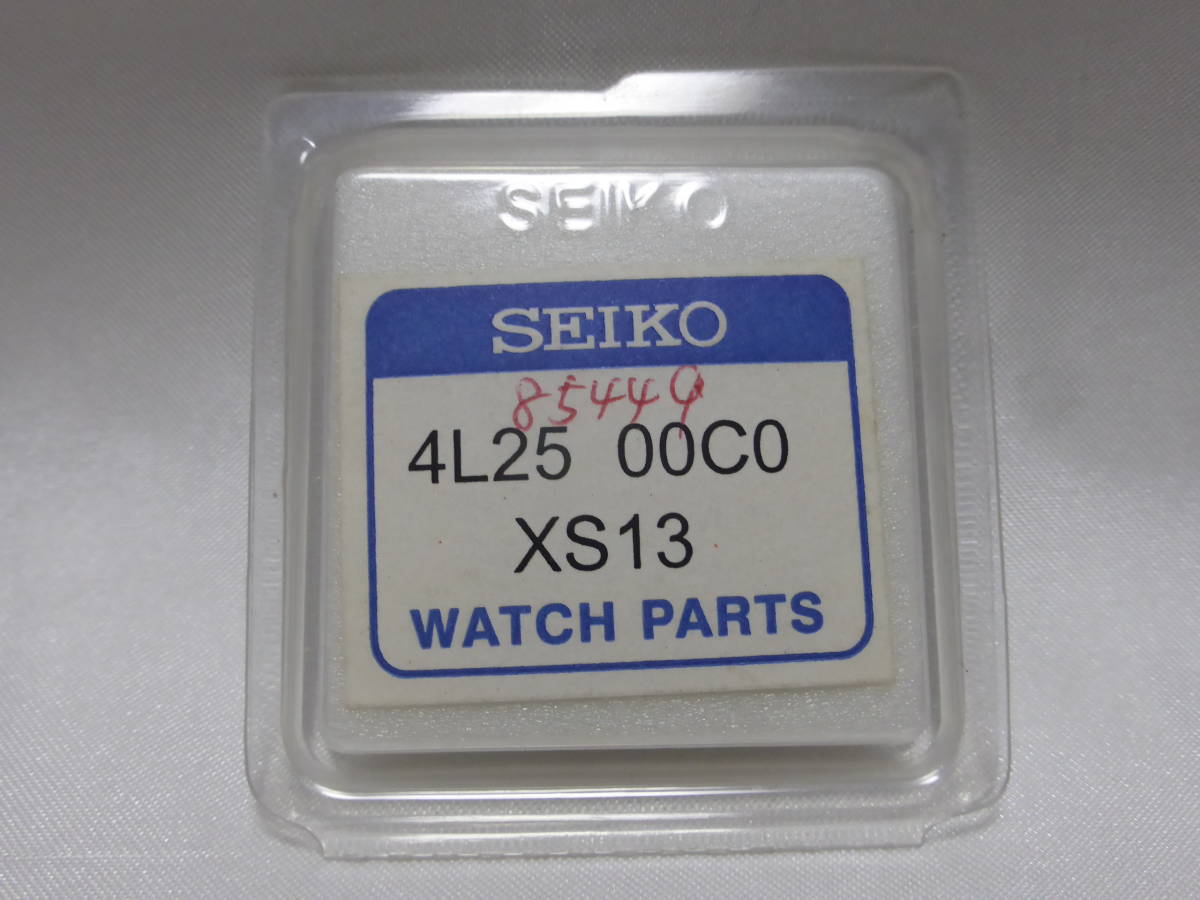 SEIKO
SEIKO
85449
4L25 00C0
XS13
WATCH PARTS